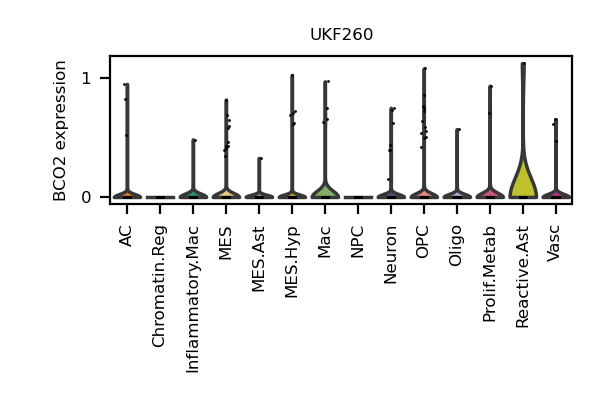 UKF260
BCO2 expression
1
0
AC
Chromatin.Reg
Inflammatory.Mac
MES
MES.Ast
MES.Hyp
Mac
NPC
Neuron
OPC
Oligo
Prolif.Metab
Reactive.Ast
Vasc